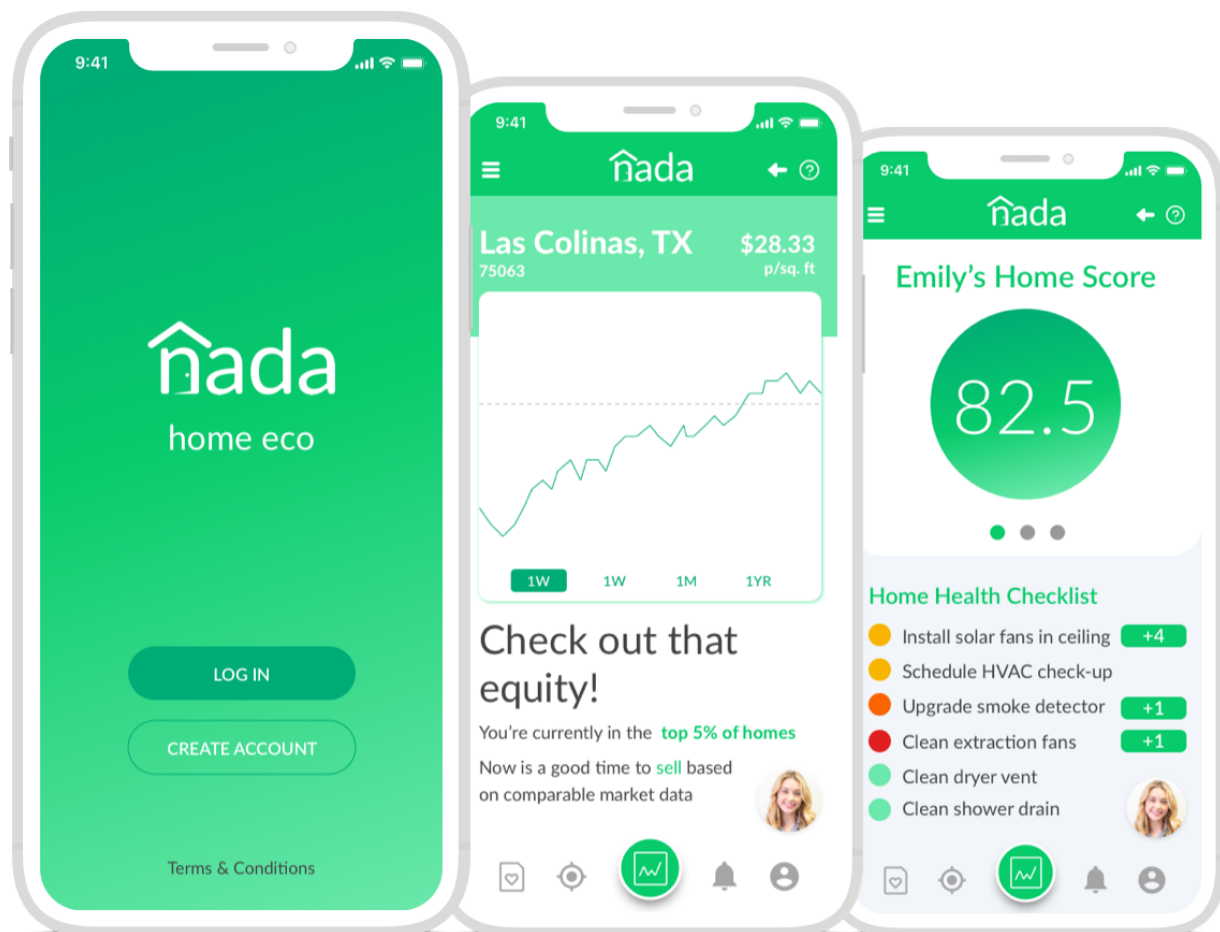 9:41
nada
home eco
LOG IN
CREATE ACCOUNT
Terms & Conditions
9:41
nada
Las Colinas, TX
$28.33
75063
p/sq. ft
1W
1W
1M
1YR
Check out that
equity!
You're currently in the top 5% of homes
Now is a good time to sell based
on comparable market data
9:41
nada
Emily's Home Score
82.5
Home Health Checklist
Install solar fans in ceiling +4
Schedule HVAC check-up
Upgrade smoke detector +1
Clean extraction fans +1
Clean dryer vent
Clean shower drain